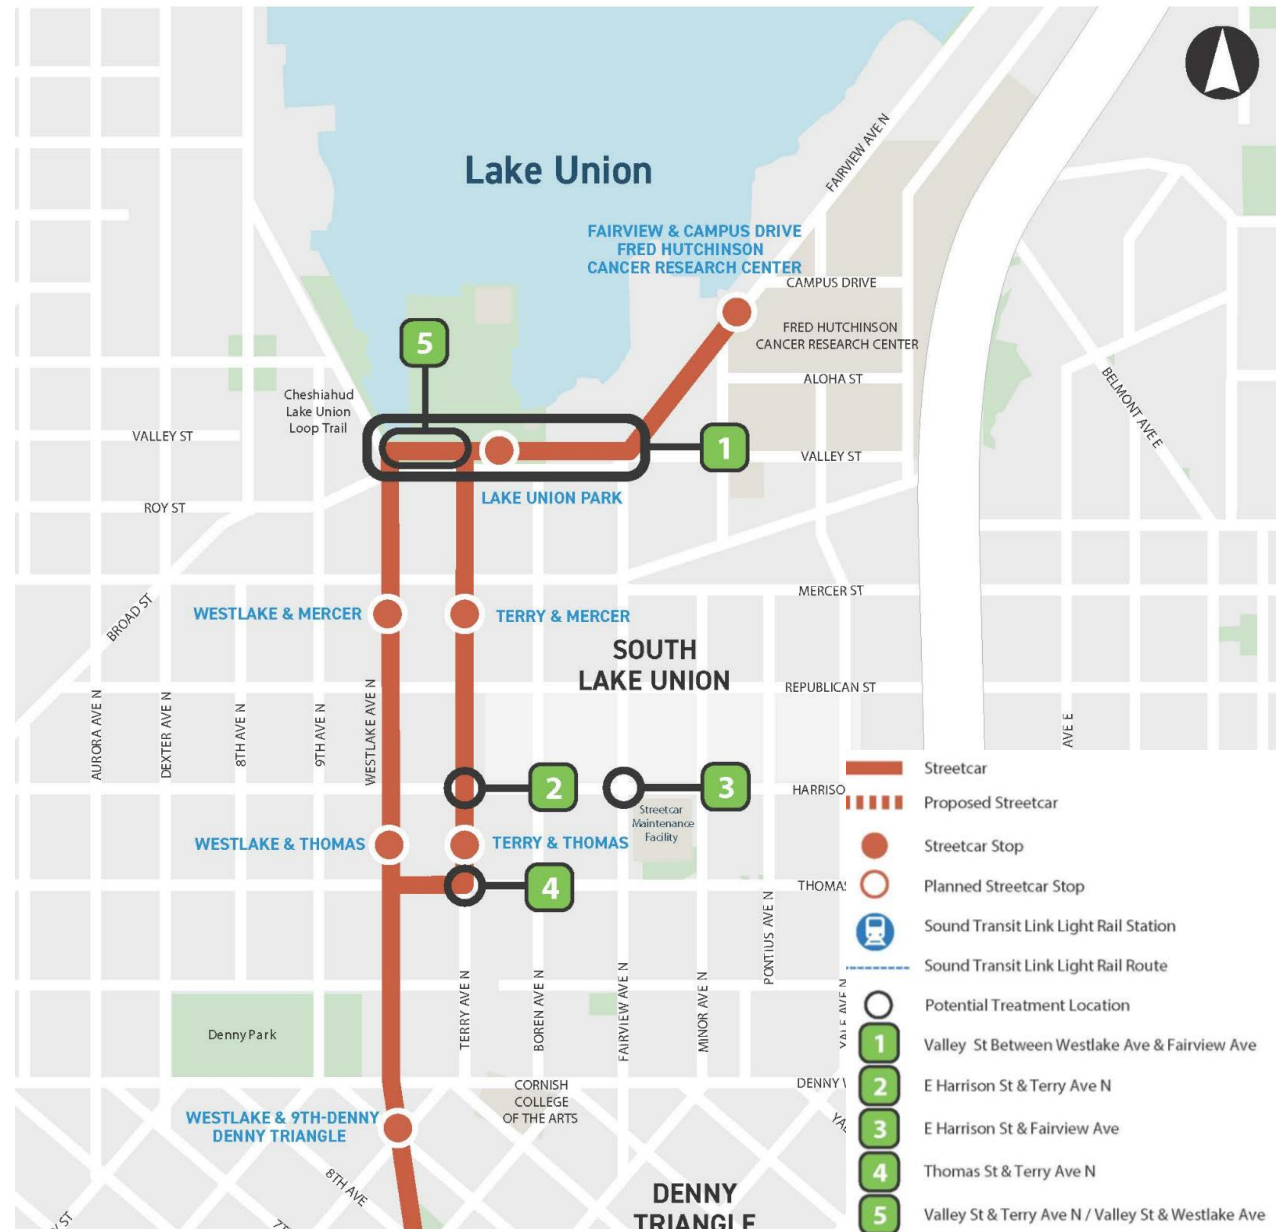 Lake Union
FAIRVIEW AVE N
FAIRVIEW & CAMPUS DRIVE
FRED HUTCHINSON
CANCER RESEARCH CENTER
CAMPUS DRIVE
FRED HUTCHINSON
CANCER RESEARCH CENTER
5
ALOHA ST
BELMONT AVE E
Cheshiahud
Lake Union
Loop Trail
VALLEY ST
1
VALLEY ST
LAKE UNION PARK
ROY ST
MERCER ST
BROAD ST
WESTLAKE & MERCER
TERRY & MERCER
SOUTH
LAKE UNION
REPUBLICAN ST
AURORA AVE N
DEXTER AVE N
8TH AVE N
9TH AVE N
WESTLAKE AVE N
AVE E
2
3
HARRISO
Streetcar
Maintenance
Facility
WESTLAKE & THOMAS
TERRY & THOMAS
4
THOMAS
PONTIUS AVE N
TERRY AVE N
BOREN AVE N
FAIRVIEW AVE N
MINOR AVE N
YALE AVE N
Denny Park
DENNY
CORNISH
COLLEGE
OF THE ARTS
WESTLAKE & 9TH-DENNY
DENNY TRIANGLE
8TH AVE
DENNY
TRIANGLE
Streetcar
Proposed Streetcar
Streetcar Stop
Planned Streetcar Stop
Sound Transit Link Light Rail Station
Sound Transit Link Light Rail Route
Potential Treatment Location
1 Valley St Between Westlake Ave & Fairview Ave
2 E Harrison St & Terry Ave N
3 E Harrison St & Fairview Ave
4 Thomas St & Terry Ave N
5 Valley St & Terry Ave N / Valley St & Westlake Ave